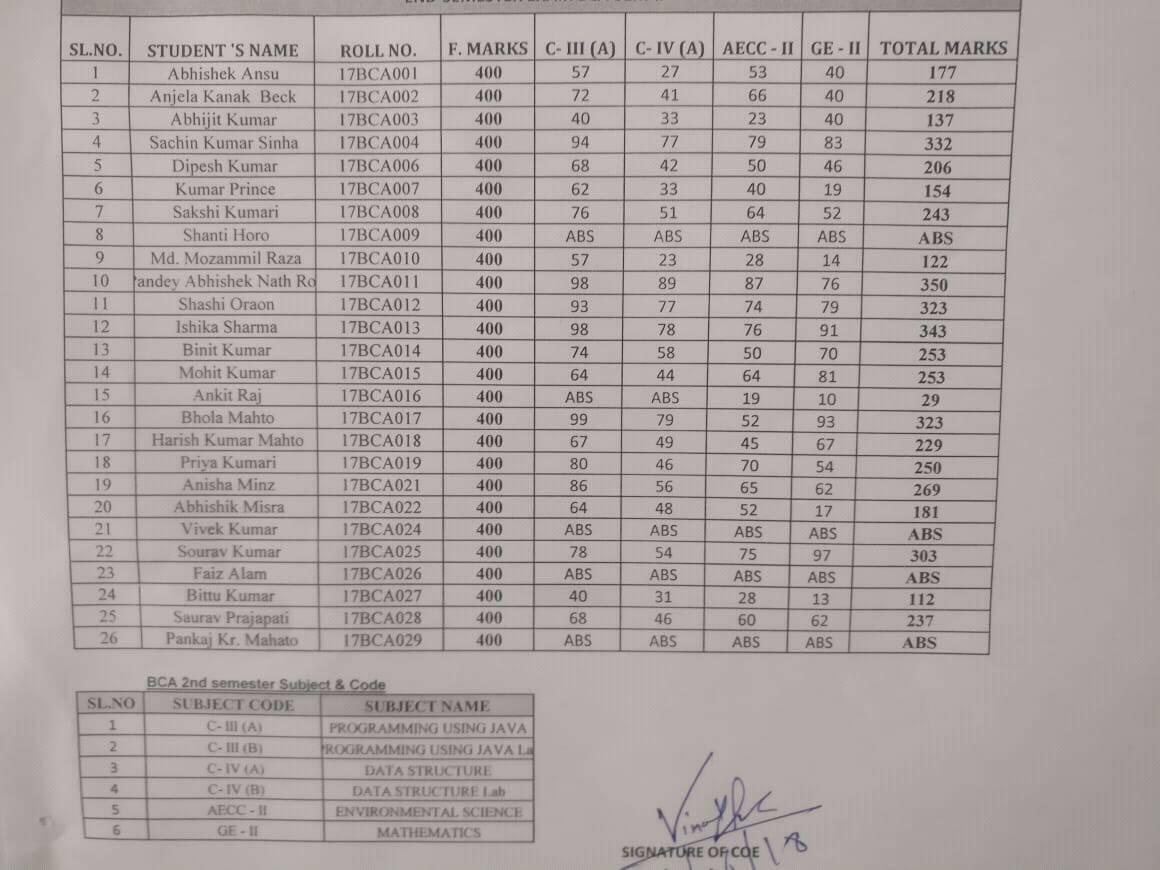 SL.NO. STUDENT 'S NAME ROLL NO. F. MARKS C- III (A) C- IV (A) AECC - II GE - II TOTAL MARKS
1 Abhishek Ansu 17BCA001 400 57 27 53 40 177
2 Anjela Kanak Beck 17BCA002 400 72 41 66 40 218
3 Abhijit Kumar 17BCA003 400 40 33 23 40 137
4 Sachin Kumar Sinha 17BCA004 400 94 77 79 83 332
5 Dipesh Kumar 17BCA006 400 68 42 50 46 206
6 Kumar Prince 17BCA007 400 62 33 40 19 154
7 Sakshi Kumari 17BCA008 400 76 51 64 52 243
8 Shanti Horo 17BCA009 400 ABS ABS ABS ABS ABS
9 Md. Mozammil Raza 17BCA010 400 57 23 28 14 122
10 andey Abhishek Nath Ro 17BCA011 400 98 89 87 76 350
11 Shashi Oraon 17BCA012 400 93 77 74 79 323
12 Ishika Sharma 17BCA013 400 98 78 76 91 343
13 Binit Kumar 17BCA014 400 74 58 50 70 253
14 Mohit Kumar 17BCA015 400 64 44 64 81 253
15 Ankit Raj 17BCA016 400 ABS ABS 19 10 29
16 Bhola Mahto 17BCA017 400 99 79 52 93 323
17 Harish Kumar Mahto 17BCA018 400 67 49 45 67 229
18 Priya Kumari 17BCA019 400 80 46 70 54 250
19 Anisha Minz 17BCA021 400 86 56 65 62 269
20 Abhishik Misra 17BCA022 400 64 48 52 17 181
21 Vivek Kumar 17BCA024 400 ABS ABS ABS ABS ABS
22 Sourav Kumar 17BCA025 400 78 54 75 97 303
23 Faiz Alam 17BCA026 400 ABS ABS ABS ABS ABS
24 Bittu Kumar 17BCA027 400 40 31 28 13 112
25 Saurav Prajapati 17BCA028 400 68 46 60 62 237
26 Pankaj Kr. Mahato 17BCA029 400 ABS ABS ABS ABS ABS
BCA 2nd semester Subject & Code
SL.NO SUBJECT CODE SUBJECT NAME
1 C- III (A) PROGRAMMING USING JAVA
2 C- III (B) ROGRAMMING USING JAVA La
3 C- IV (A) DATA STRUCTURE
4 C- IV (B) DATA STRUCTURE Lab
5 AECC - II ENVIRONMENTAL SCIENCE
6 GE - II MATHEMATICS
SIGNATURE OF COE